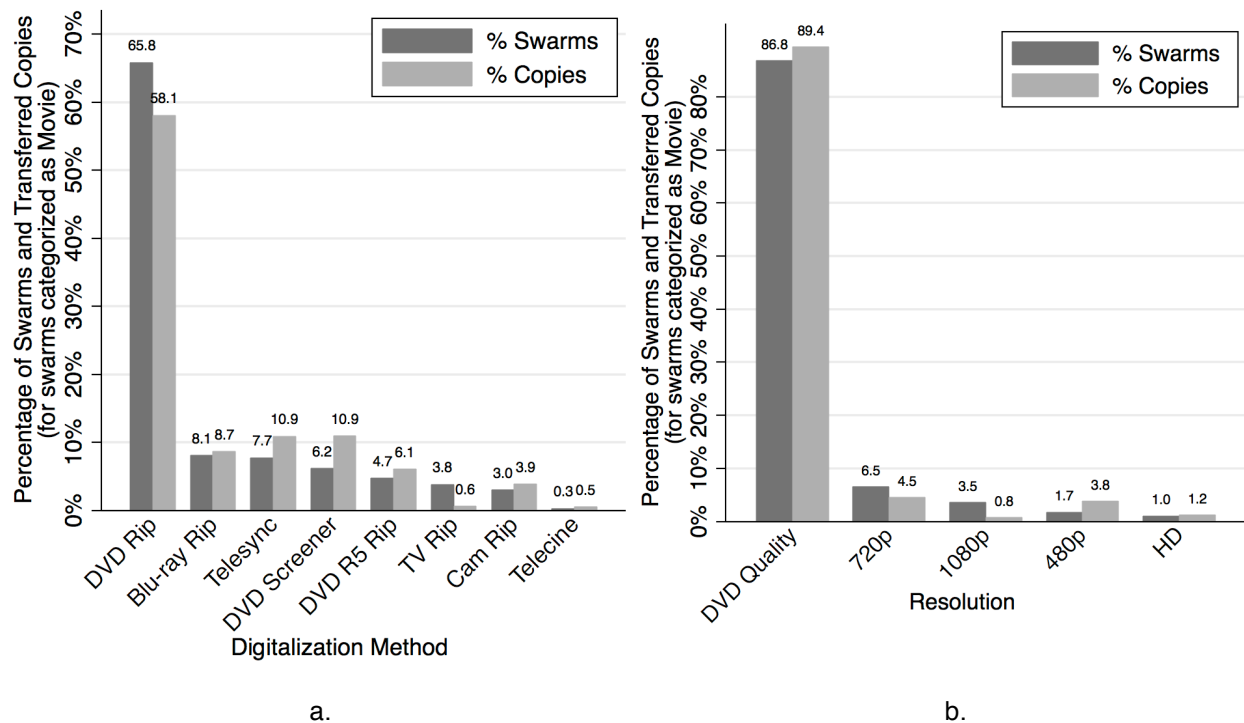 Percentage of Swarms and Transferred Copies
(for swarms categorized as Movie)
70%
60%
50%
40%
30%
20%
10%
0%
% Swarms
% Copies
65.8
58.1
8.1
8.7
7.7
10.9
6.2
10.9
4.7
6.1
3.8
0.6
3.0
3.9
0.3
0.5
DVD Rip
Blu-ray Rip
Telesync
DVD Screener
DVD R5 Rip
TV Rip
Cam Rip
Telecine
Digitalization Method
a.
Percentage of Swarms and Transferred Copies
(for swarms categorized as Movie)
80%
70%
60%
50%
40%
30%
20%
10%
0%
% Swarms
% Copies
86.8
89.4
6.5
4.5
3.5
0.8
1.7
3.8
1.0
1.2
DVD Quality
720p
1080p
480p
HD
Resolution
b.